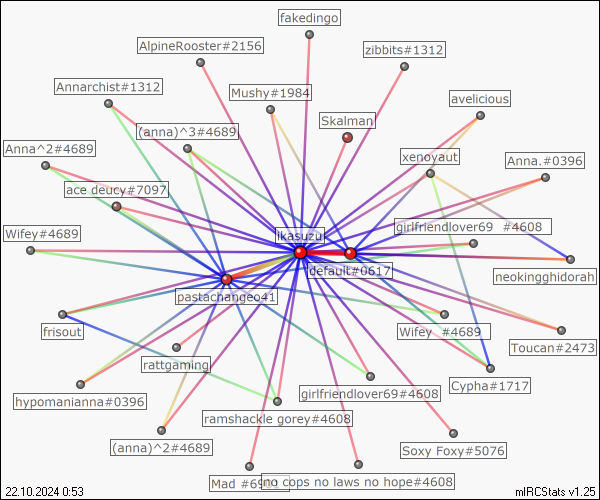 fakedingo
AlpineRooster#2156
zibbits#1312
Annarchist#1312
Mushy#1984
avelicious
Skalman
(anna)^3#4689
Anna^2#4689
xenoyaut
Anna.#0396
ace deucy#7097
girlfriendlover69 #4608
Wifey#4689
ikasuzu
default#0617
neokingghidorah
pastachangeo41
frisout
Wifey #4689
Toucan#2473
rattgaming
Cypha#1717
hypomanianna#0396
girlfriendlover69#4608
ramshackle gorey#4608
(anna)^2#4689
Soxy Foxy#5076
Mad
no cops no laws no hope#4608
22.10.2024 0:53
mIRCStats v1.25